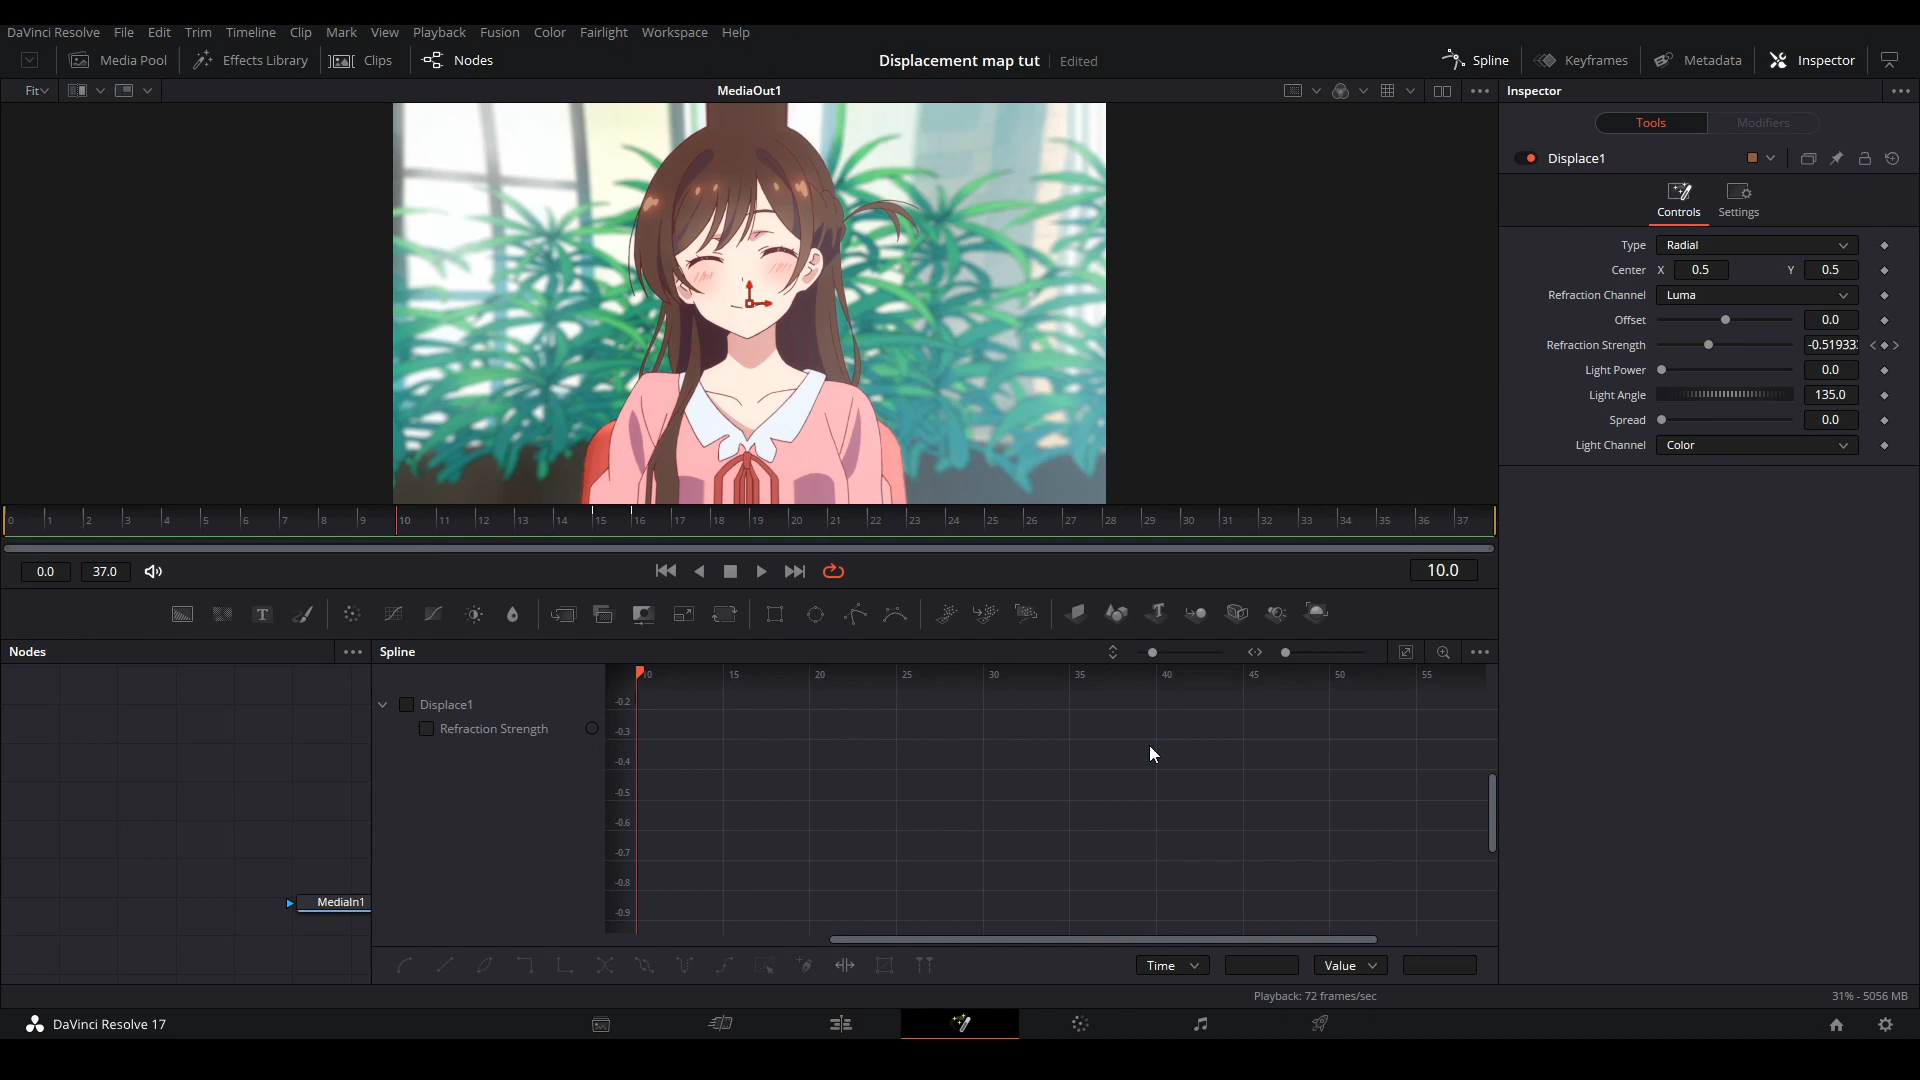 DaVinci Resolve File Edit Trim Timeline Clip Mark View Playback Fusion Color Fairlight Workspace Help
Media Pool Effects Library Clips Nodes Displacement map tut Edited Spline Keyframes Metadata Inspector
Fit MediaOut1 Inspector
Tools Modifiers
Displace1
Controls Settings
Type Radial
Center X 0.5 Y 0.5
Refraction Channel Luma
Offset 0.0
Refraction Strength -0.51933
Light Power 0.0
Light Angle 135.0
Spread 0.0
Light Channel Color
0 1 2 3 4 5 6 7 8 9 10 11 12 13 14 15 16 17 18 19 20 21 22 23 24 25 26 27 28 29 30 31 32 33 34 35 36 37
0.0 37.0 10.0
Nodes Spline
10 15 20 25 30 35 40 45 50 55
Displace1
Refraction Strength
-0.2
-0.3
-0.4
-0.5
-0.6
-0.7
-0.8
-0.9
MediaIn1
Time Value
Playback: 72 frames/sec 31% - 5056 MB
DaVinci Resolve 17